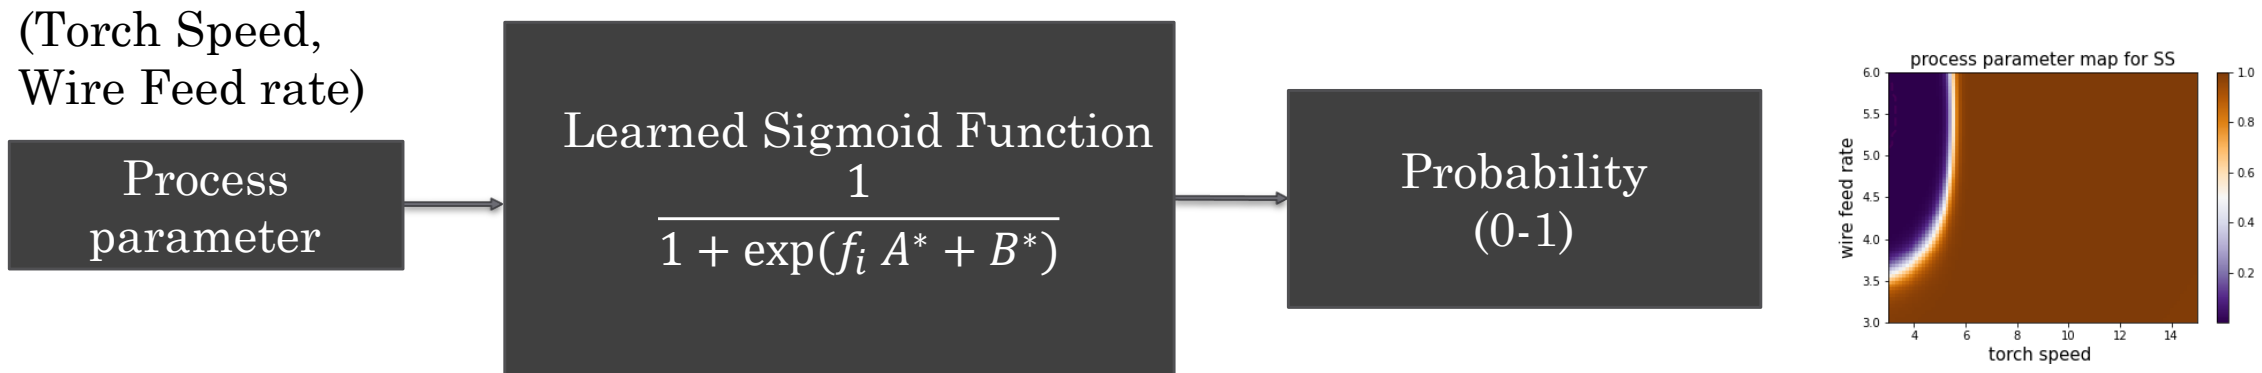 (Torch Speed,
Wire Feed rate)
Process
parameter
Learned Sigmoid Function
1
1 + exp(𝑓ᵢ 𝐴* + 𝐵*)
Probability
(0-1)
process parameter map for SS
6.0
5.5
5.0
4.5
4.0
3.5
3.0
wire feed rate
4 6 8 10 12 14
torch speed
1.0
0.8
0.6
0.4
0.2